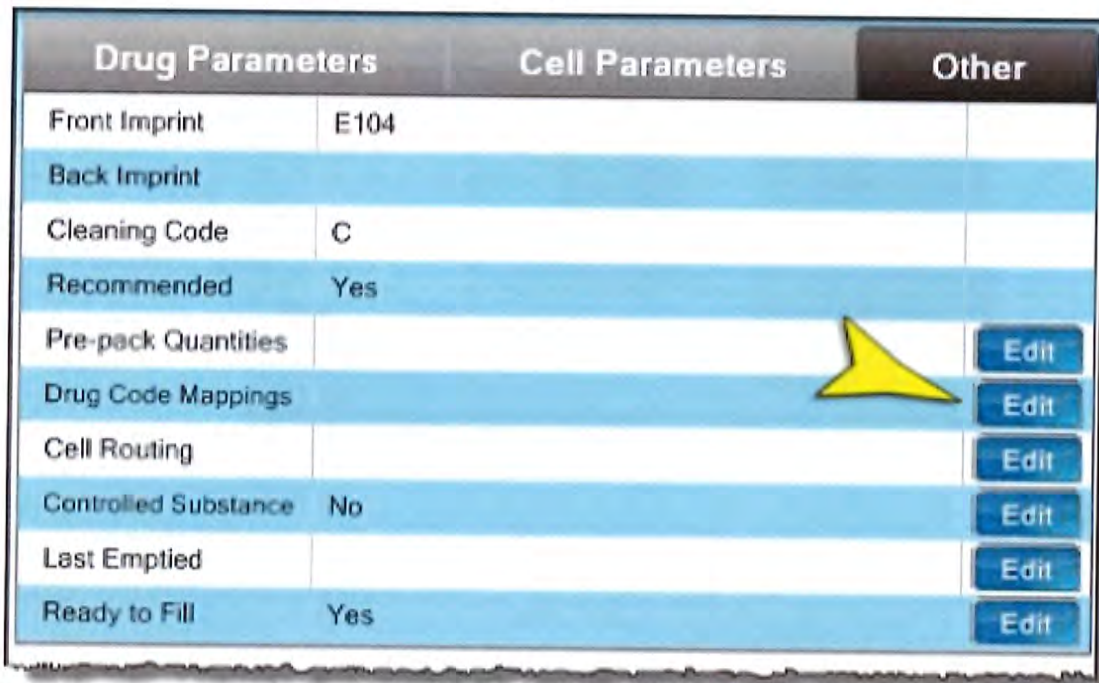 Drug Parameters Cell Parameters Other
Front Imprint E104
Back Imprint
Cleaning Code C
Recommended Yes
Pre-pack Quantities Edit
Drug Code Mappings Edit
Cell Routing Edit
Controlled Substance No Edit
Last Emptied Edit
Ready to Fill Yes Edit